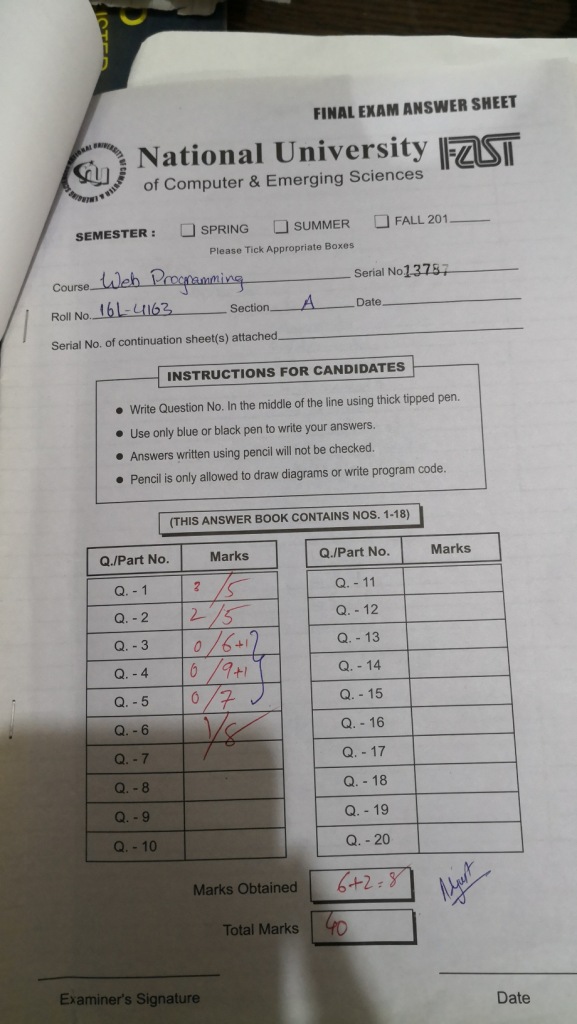 FINAL EXAM ANSWER SHEET
National University
of Computer & Emerging Sciences
FAST
SEMESTER : SPRING SUMMER FALL 201
Please Tick Appropriate Boxes
Course Web Programming Serial No 13787
Roll No. 16L-4163 Section A Date
Serial No. of continuation sheet(s) attached
INSTRUCTIONS FOR CANDIDATES
● Write Question No. In the middle of the line using thick tipped pen.
● Use only blue or black pen to write your answers.
● Answers written using pencil will not be checked.
● Pencil is only allowed to draw diagrams or write program code.
(THIS ANSWER BOOK CONTAINS NOS. 1-18)
Q./Part No. Marks Q./Part No. Marks
Q. - 1 3/5 Q. - 11
Q. - 2 2/5 Q. - 12
Q. - 3 0/6+1 Q. - 13
Q. - 4 0/9+1 Q. - 14
Q. - 5 0/7 Q. - 15
Q. - 6 1/8 Q. - 16
Q. - 7 Q. - 17
Q. - 8 Q. - 18
Q. - 9 Q. - 19
Q. - 10 Q. - 20
Marks Obtained 6+2=8
Total Marks 40
Examiner's Signature Date